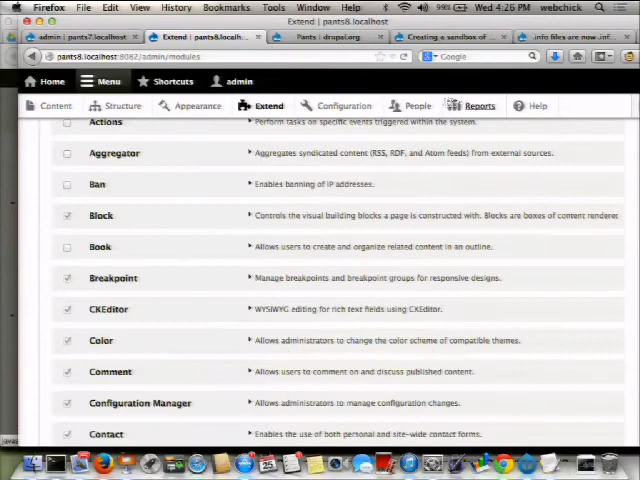 Firefox File Edit View History Bookmarks Tools Window Help 99% Wed 4:26 PM webchick
Extend | pants8.localhost
admin | pants7.localhost Extend | pants8.localh... Pants | drupal.org Creating a sandbox of ... .info files are now .inf...
pants8.localhost:8082/admin/modules Google
Home Menu Shortcuts admin
Content Structure Appearance Extend Configuration People Reports Help
Actions Perform tasks on specific events triggered within the system.
Aggregator Aggregates syndicated content (RSS, RDF, and Atom feeds) from external sources.
Ban Enables banning of IP addresses.
Block Controls the visual building blocks a page is constructed with. Blocks are boxes of content rendered
Book Allows users to create and organize related content in an outline.
Breakpoint Manage breakpoints and breakpoint groups for responsive designs.
CKEditor WYSIWYG editing for rich text fields using CKEditor.
Color Allows administrators to change the color scheme of compatible themes.
Comment Allows users to comment on and discuss published content.
Configuration Manager Allows administrators to manage configuration changes.
Contact Enables the use of both personal and site-wide contact forms.
javas